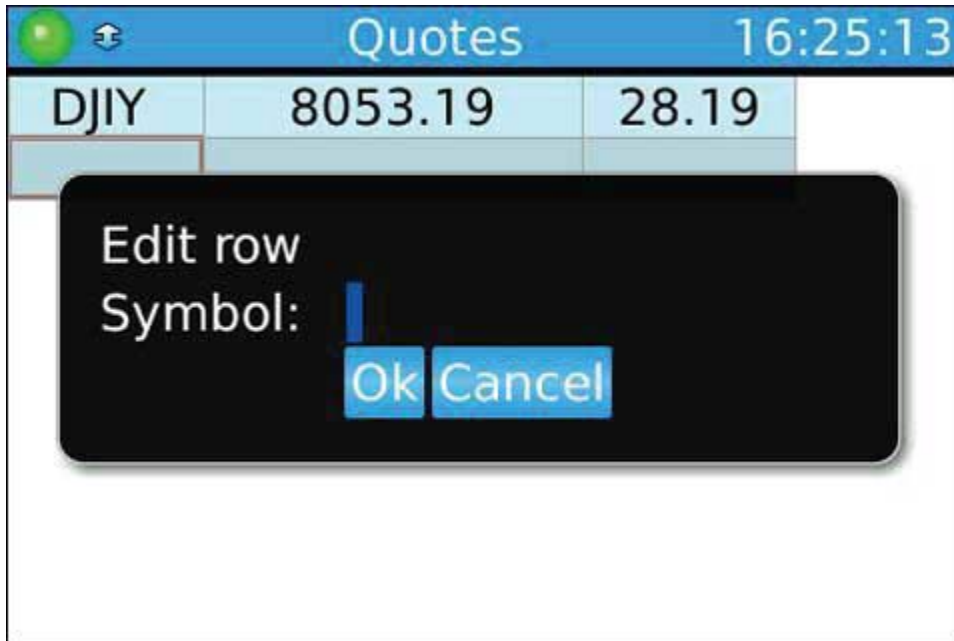 Quotes 16:25:13
DJIY 8053.19 28.19
Edit row
Symbol:
Ok Cancel